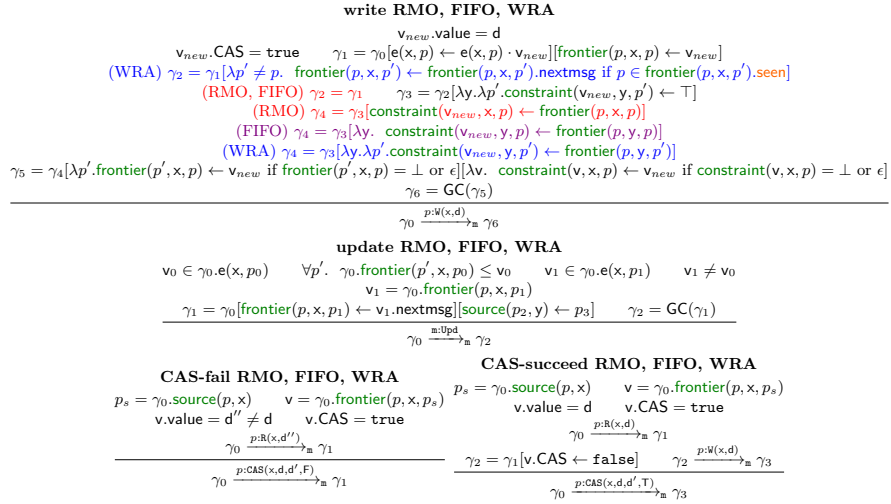 write RMO, FIFO, WRA
v_new.value = d
v_new.CAS = true γ₁ = γ₀[e(x, p) ← e(x, p) · v_new][frontier(p, x, p) ← v_new]
(WRA) γ₂ = γ₁[λp′ ≠ p. frontier(p, x, p′) ← frontier(p, x, p′).nextmsg if p ∈ frontier(p, x, p′).seen]
(RMO, FIFO) γ₂ = γ₁ γ₃ = γ₂[λy.λp′.constraint(v_new, y, p′) ← ⊤]
(RMO) γ₄ = γ₃[constraint(v_new, x, p) ← frontier(p, x, p)]
(FIFO) γ₄ = γ₃[λy. constraint(v_new, y, p) ← frontier(p, y, p)]
(WRA) γ₄ = γ₃[λy.λp′.constraint(v_new, y, p′) ← frontier(p, y, p′)]
γ₅ = γ₄[λp′.frontier(p′, x, p) ← v_new if frontier(p′, x, p) = ⊥ or ϵ][λv. constraint(v, x, p) ← v_new if constraint(v, x, p) = ⊥ or ϵ]
γ₆ = GC(γ₅)
γ₀ —p:W(x,d)→ₘ γ₆
update RMO, FIFO, WRA
v₀ ∈ γ₀.e(x, p₀) ∀p′. γ₀.frontier(p′, x, p₀) ≤ v₀ v₁ ∈ γ₀.e(x, p₁) v₁ ≠ v₀
v₁ = γ₀.frontier(p, x, p₁)
γ₁ = γ₀[frontier(p, x, p₁) ← v₁.nextmsg][source(p₂, y) ← p₃] γ₂ = GC(γ₁)
γ₀ —m:Upd→ₘ γ₂
CAS-fail RMO, FIFO, WRA
pₛ = γ₀.source(p, x) v = γ₀.frontier(p, x, pₛ)
v.value = d″ ≠ d v.CAS = true
γ₀ —p:R(x,d″)→ₘ γ₁
γ₀ —p:CAS(x,d,d′,F)→ₘ γ₁
CAS-succeed RMO, FIFO, WRA
pₛ = γ₀.source(p, x) v = γ₀.frontier(p, x, pₛ)
v.value = d v.CAS = true
γ₀ —p:R(x,d)→ₘ γ₁
γ₂ = γ₁[v.CAS ← false] γ₂ —p:W(x,d)→ₘ γ₃
γ₀ —p:CAS(x,d,d′,T)→ₘ γ₃